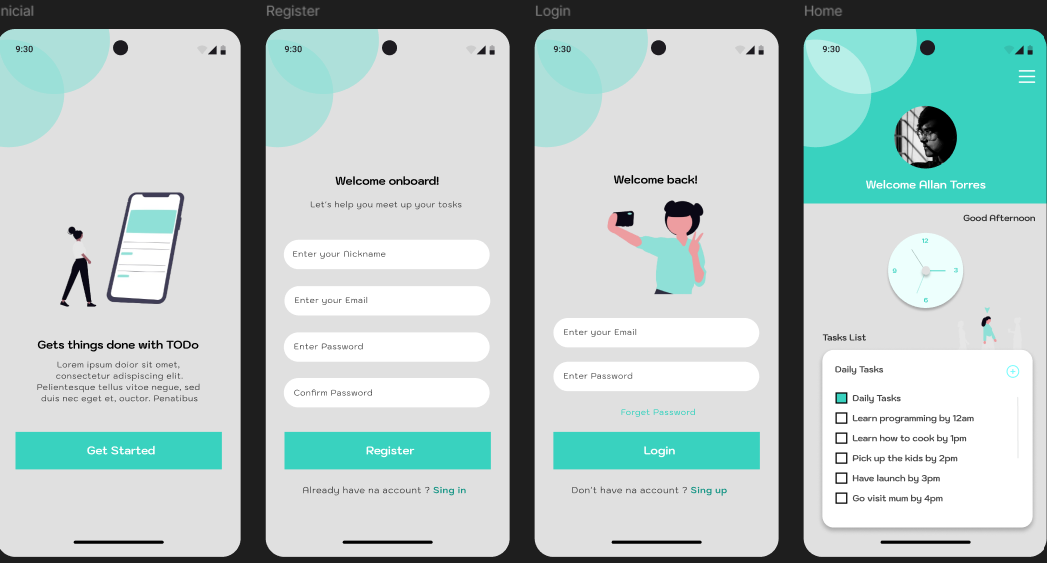 nicial
9:30
Gets things done with TODo
Lorem ipsum dolor sit omet,
consectetur adipiscing elit.
Pelientesque tellus vitoe negue, sed
duis nec eget et, auctor. Penatibus
Get Started
Register
9:30
Welcome onboard!
Let's help you meet up your tosks
Enter your Nickname
Enter your Email
Enter Password
Confirm Password
Register
Already have na account ? Sing in
Login
9:30
Welcome back!
Enter your Email
Enter Password
Forget Password
Login
Don't have na account ? Sing up
Home
9:30
Welcome Allan Torres
Good Afternoon
12
9 3
6
Tasks List
Daily Tasks
Daily Tasks
Learn programming by 12am
Learn how to cook by 1pm
Pick up the kids by 2pm
Have launch by 3pm
Go visit mum by 4pm